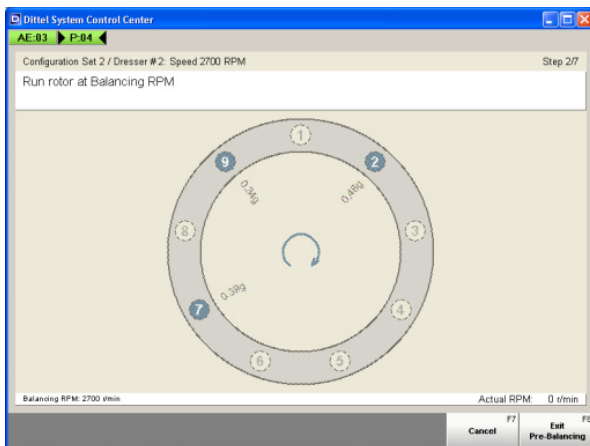 Dittel System Control Center
AE:03 P:04
Configuration Set 2 / Dresser #2: Speed 2700 RPM Step 2/7
Run rotor at Balancing RPM
1
9 2
0.34g 0.48g
8 3
0.39g
7 4
6 5
Balancing RPM: 2700 r/min Actual RPM: 0 r/min
F7 F8
Cancel Exit
Pre-Balancing